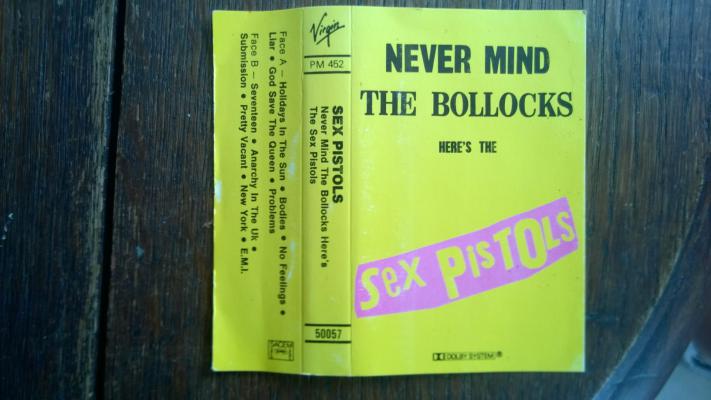 Face A – Holidays In The Sun • Bodies • No Feelings •
Liar • God Save The Queen • Problems
Face B – Seventeen • Anarchy In The Uk •
Submission • Pretty Vacant • New York • E.M.I.
SACEM
Virgin
PM 452
SEX PISTOLS
Never Mind The Bollocks Here's
The Sex Pistols
50057
NEVER MIND
THE BOLLOCKS
HERE'S THE
Sex PisTOLs
DOLBY SYSTEM ®